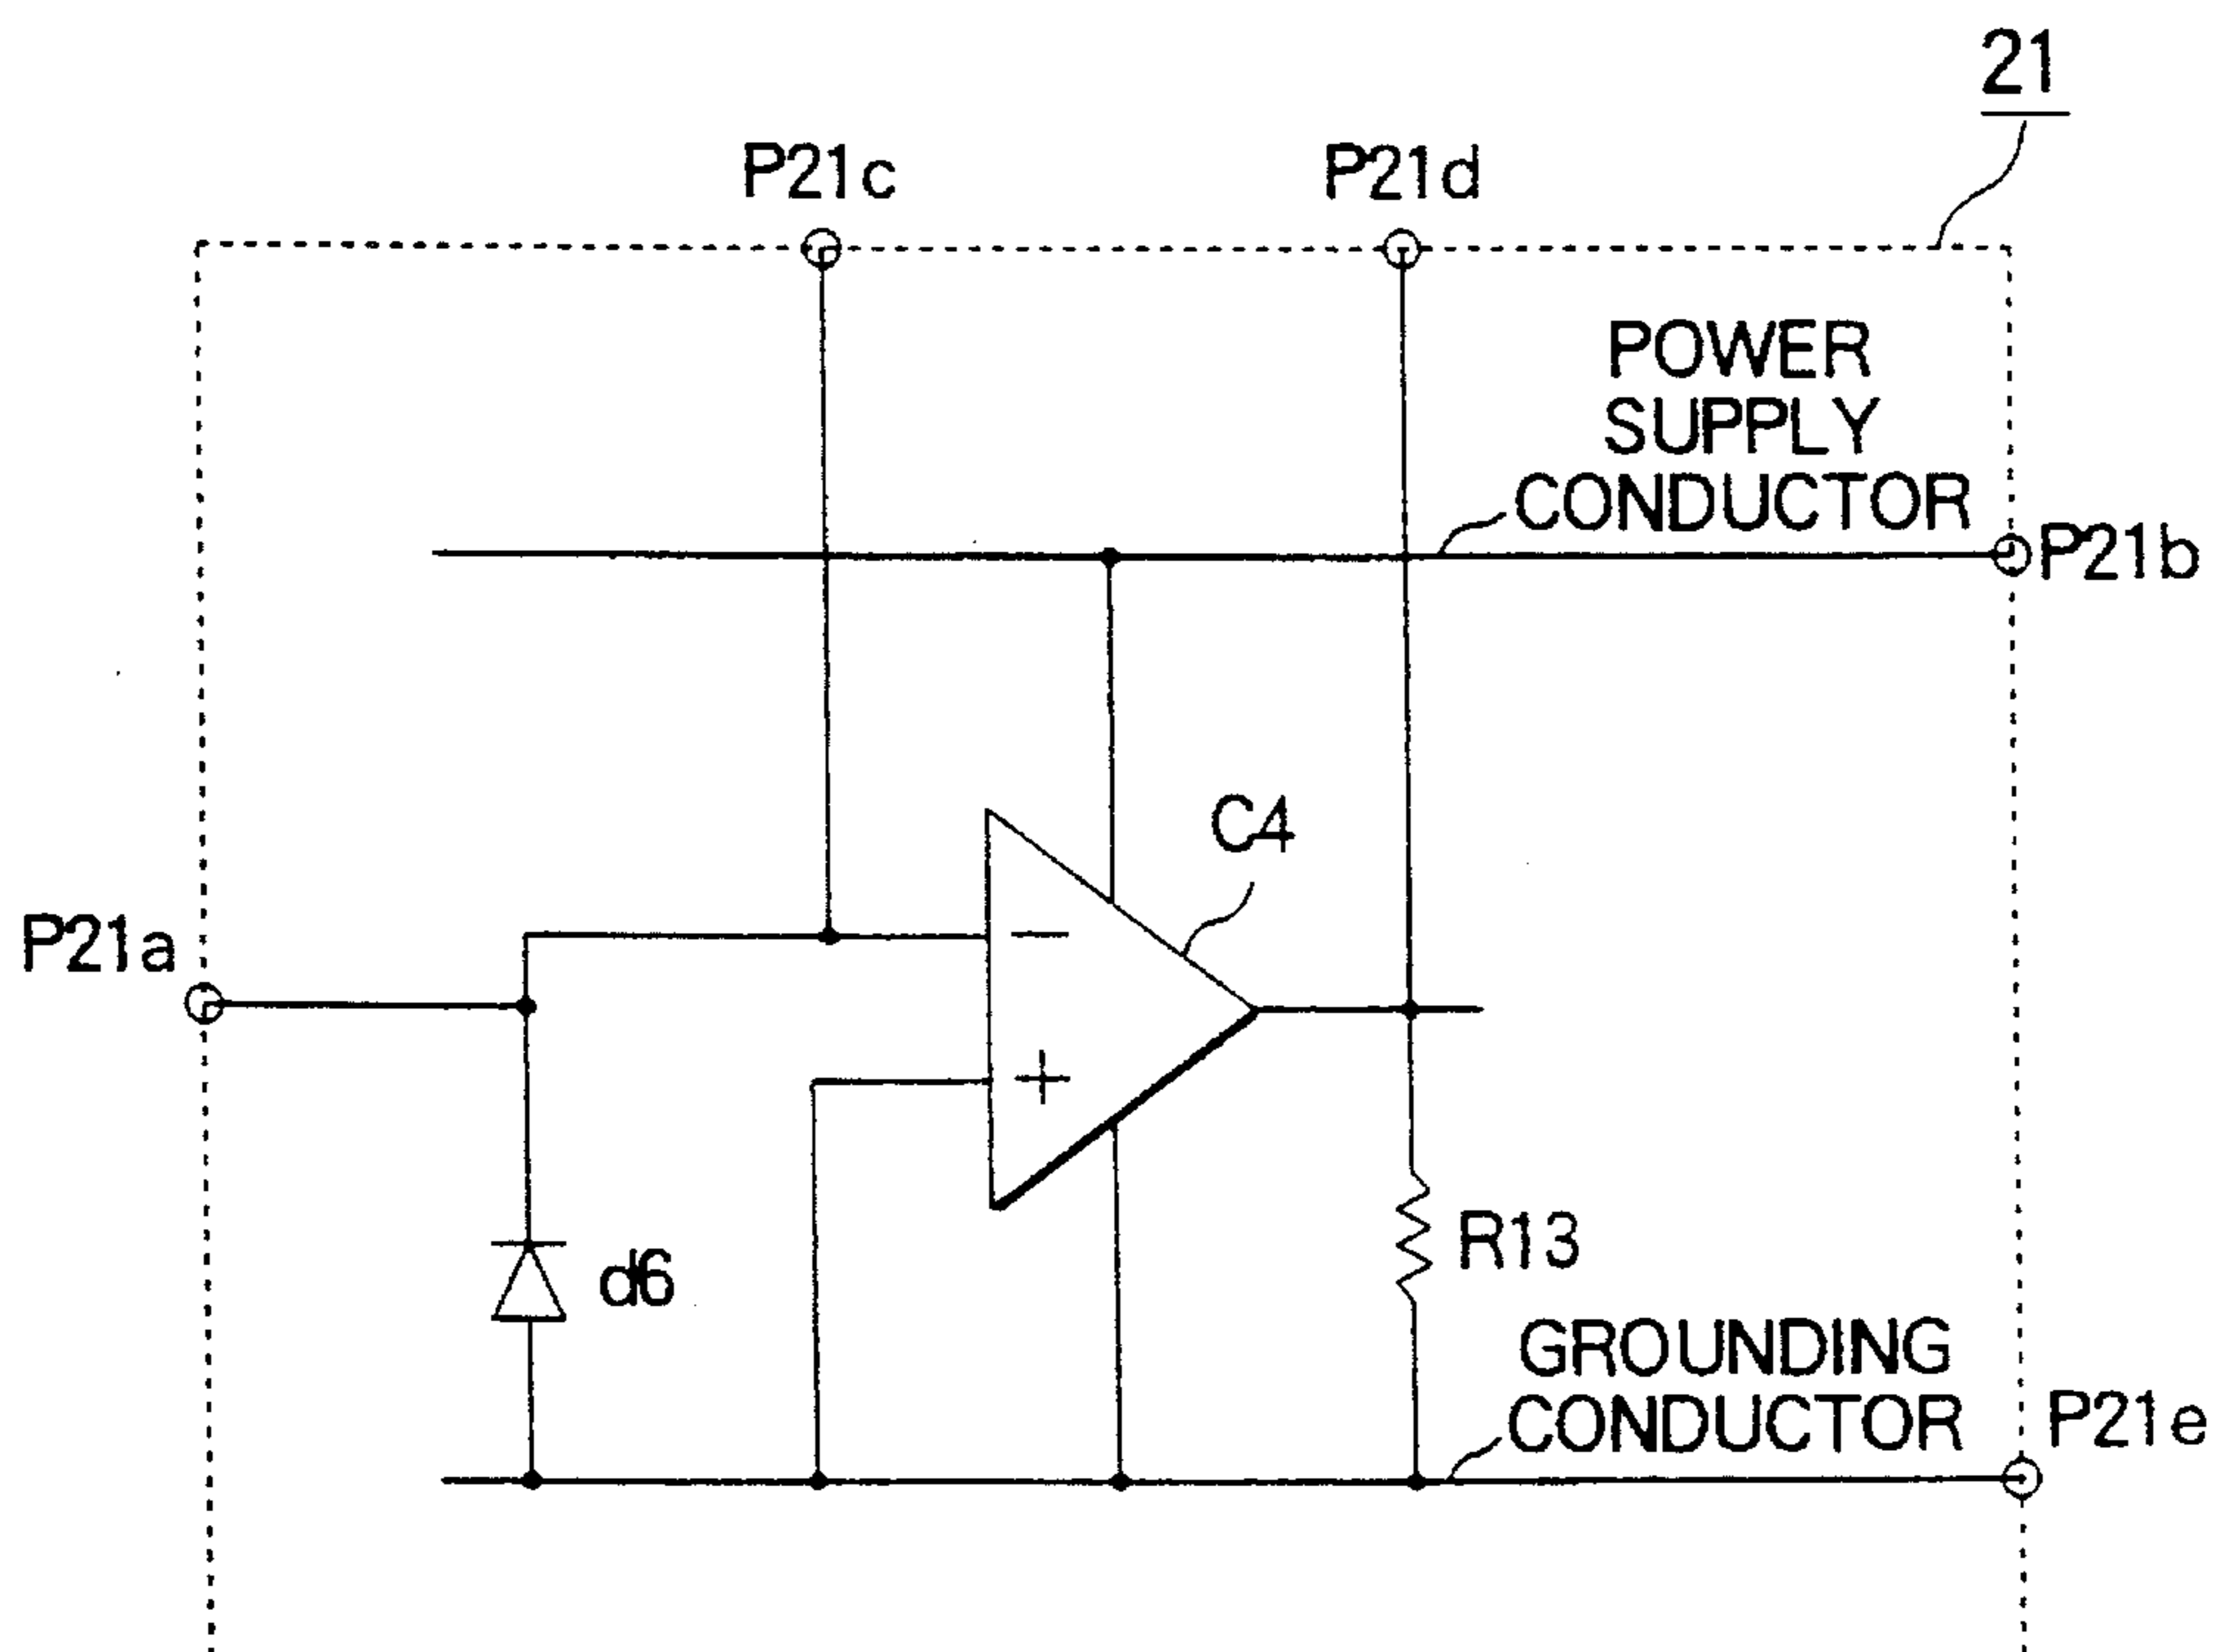 21
P21c
P21d
POWER
SUPPLY
CONDUCTOR
P21b
C4
P21a
−
+
d6
R13
GROUNDING
CONDUCTOR
P21e